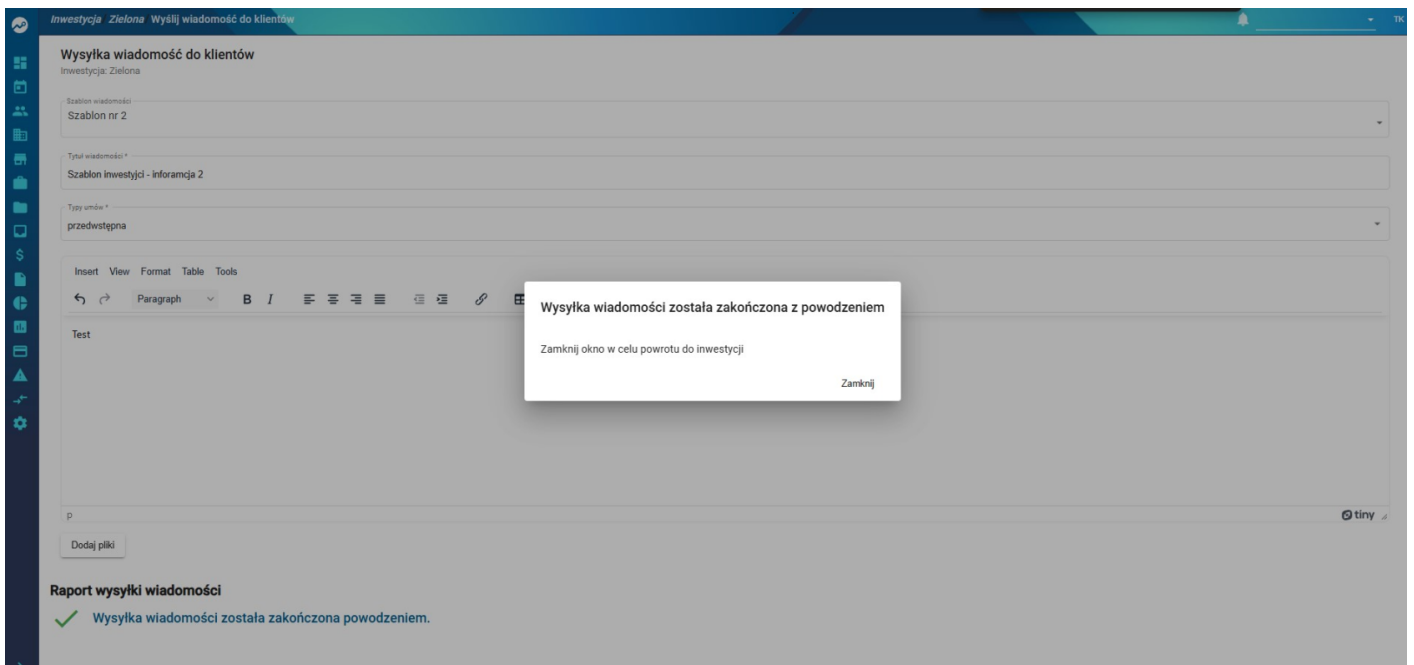 Inwestycja Zielona Wyślij wiadomość do klientów
TK
Wysyłka wiadomość do klientów
Inwestycja: Zielona
Szablon wiadomości
Szablon nr 2
Tytuł wiadomości *
Szablon inwestyjci - inforamcja 2
Typy umów *
przedwstępna
Insert View Format Table Tools
Paragraph B I
Test
Wysyłka wiadomości została zakończona z powodzeniem
Zamknij okno w celu powrotu do inwestycji
Zamknij
p
tiny
Dodaj pliki
Raport wysyłki wiadomości
Wysyłka wiadomości została zakończona powodzeniem.